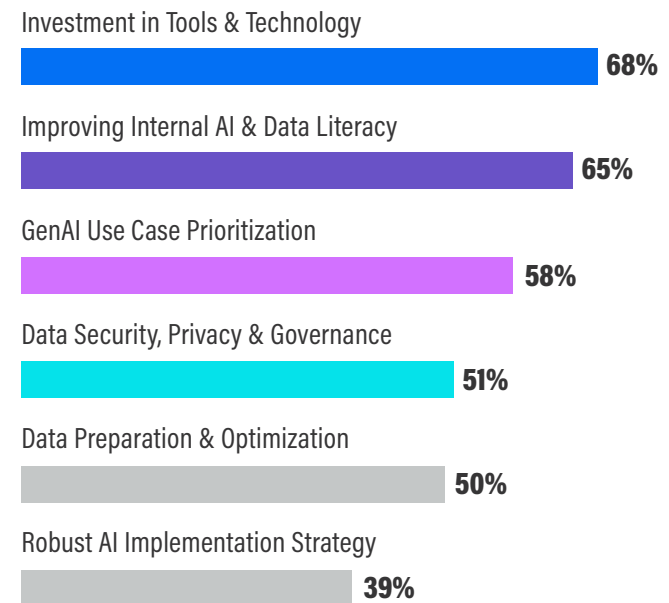 Investment in Tools & Technology
68%
Improving Internal AI & Data Literacy
65%
GenAI Use Case Prioritization
58%
Data Security, Privacy & Governance
51%
Data Preparation & Optimization
50%
Robust AI Implementation Strategy
39%